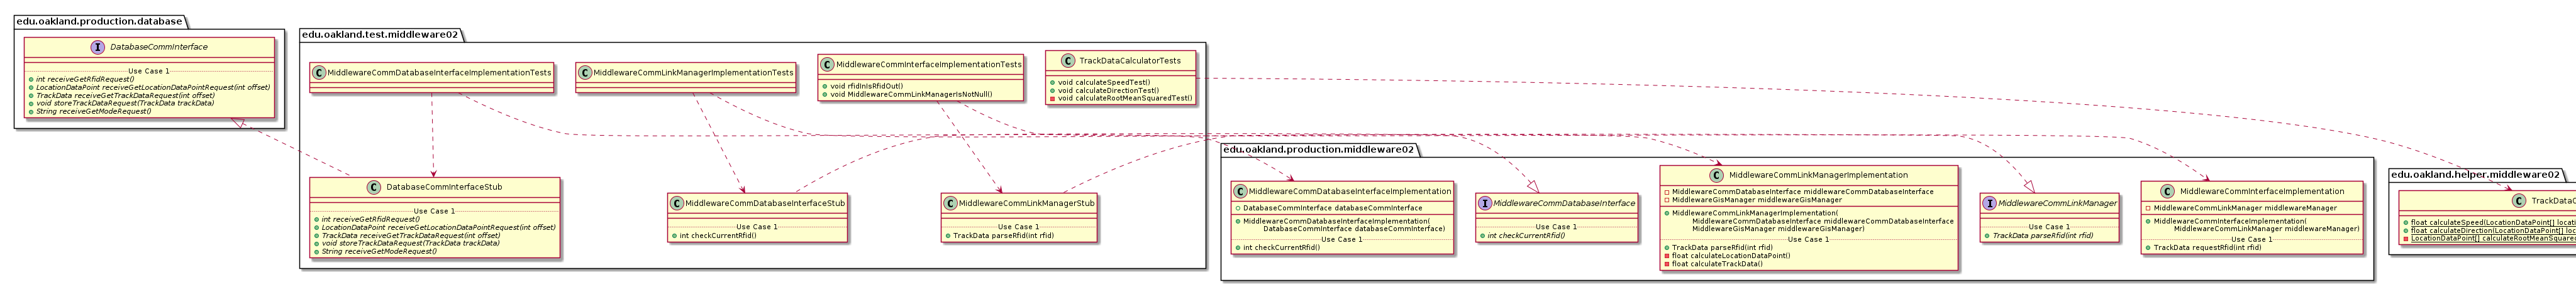 edu.oakland.production.database
I DatabaseCommInterface
Use Case 1
int receiveGetRfidRequest()
LocationDataPoint receiveGetLocationDataPointRequest(int offset)
TrackData receiveGetTrackDataRequest(int offset)
void storeTrackDataRequest(TrackData trackData)
String receiveGetModeRequest()
edu.oakland.test.middleware02
C MiddlewareCommDatabaseInterfaceImplementationTests
C MiddlewareCommLinkManagerImplementationTests
C MiddlewareCommInterfaceImplementationTests
void rfidInIsRfidOut()
void MiddlewareCommLinkManagerIsNotNull()
C TrackDataCalculatorTests
void calculateSpeedTest()
void calculateDirectionTest()
void calculateRootMeanSquaredTest()
C DatabaseCommInterfaceStub
Use Case 1
int receiveGetRfidRequest()
LocationDataPoint receiveGetLocationDataPointRequest(int offset)
TrackData receiveGetTrackDataRequest(int offset)
void storeTrackDataRequest(TrackData trackData)
String receiveGetModeRequest()
C MiddlewareCommDatabaseInterfaceStub
Use Case 1
int checkCurrentRfid()
C MiddlewareCommLinkManagerStub
Use Case 1
TrackData parseRfid(int rfid)
edu.oakland.production.middleware02
C MiddlewareCommDatabaseInterfaceImplementation
DatabaseCommInterface databaseCommInterface
MiddlewareCommDatabaseInterfaceImplementation(
DatabaseCommInterface databaseCommInterface)
Use Case 1
int checkCurrentRfid()
I MiddlewareCommDatabaseInterface
Use Case 1
int checkCurrentRfid()
C MiddlewareCommLinkManagerImplementation
MiddlewareCommDatabaseInterface middlewareCommDatabaseInterface
MiddlewareGisManager middlewareGisManager
MiddlewareCommLinkManagerImplementation(
MiddlewareCommDatabaseInterface middlewareCommDatabaseInterface
MiddlewareGisManager middlewareGisManager)
Use Case 1
TrackData parseRfid(int rfid)
float calculateLocationDataPoint()
float calculateTrackData()
I MiddlewareCommLinkManager
Use Case 1
TrackData parseRfid(int rfid)
C MiddlewareCommInterfaceImplementation
MiddlewareCommLinkManager middlewareManager
MiddlewareCommInterfaceImplementation(
MiddlewareCommLinkManager middlewareManager)
Use Case 1
TrackData requestRfid(int rfid)
edu.oakland.helper.middleware02
C TrackDataC
float calculateSpeed(LocationDataPoint[] locati
float calculateDirection(LocationDataPoint[] loc
LocationDataPoint[] calculateRootMeanSquared